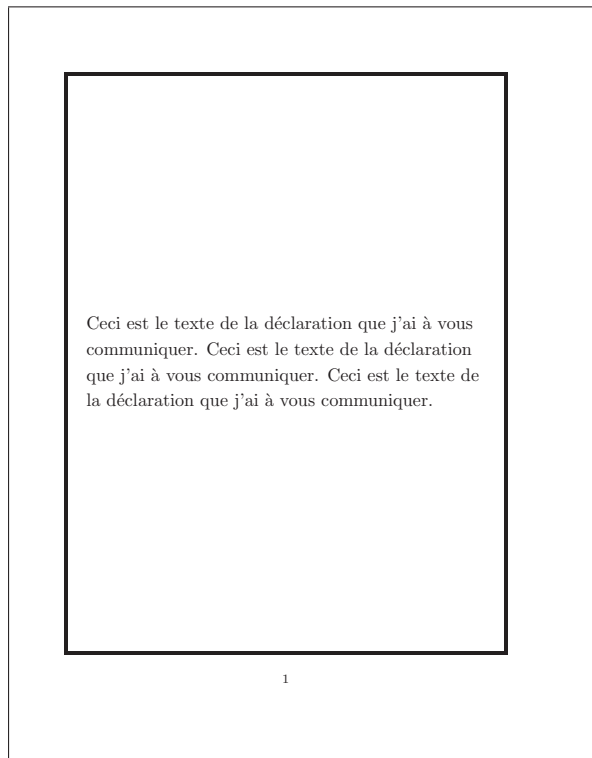 Ceci est le texte de la déclaration que j'ai à vous
communiquer. Ceci est le texte de la déclaration
que j'ai à vous communiquer. Ceci est le texte de
la déclaration que j'ai à vous communiquer.
1